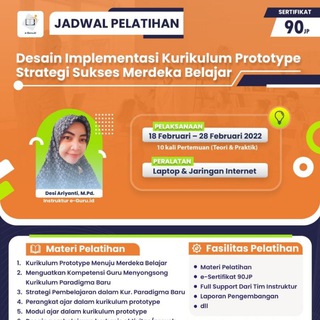 e-Guru.id
JADWAL PELATIHAN
SERTIFIKAT
90JP
Desain Implementasi Kurikulum Prototype
Strategi Sukses Merdeka Belajar
PELAKSANAAN
18 Februari – 28 Februari 2022
10 kali Pertemuan (Teori & Praktik)
PERALATAN
Laptop & Jaringan Internet
Desi Ariyanti, M.Pd.
Instruktur e-Guru.id
Materi Pelatihan
1. Kurikulum Prototype Menuju Merdeka Belajar
2. Menguatkan Kompetensi Guru Menyongsong
Kurikulum Paradigma Baru
3. Strategi Pembelajaran dalam Kur. Paradigma Baru
4. Perangkat ajar dalam kurikulum prototype
5. Modul ajar dalam kurikulum prototype
Fasilitas Pelatihan
• Materi Pelatihan
• e-Sertifikat 90JP
• Full Support Dari Tim Instruktur
• Laporan Pengembangan
• dll